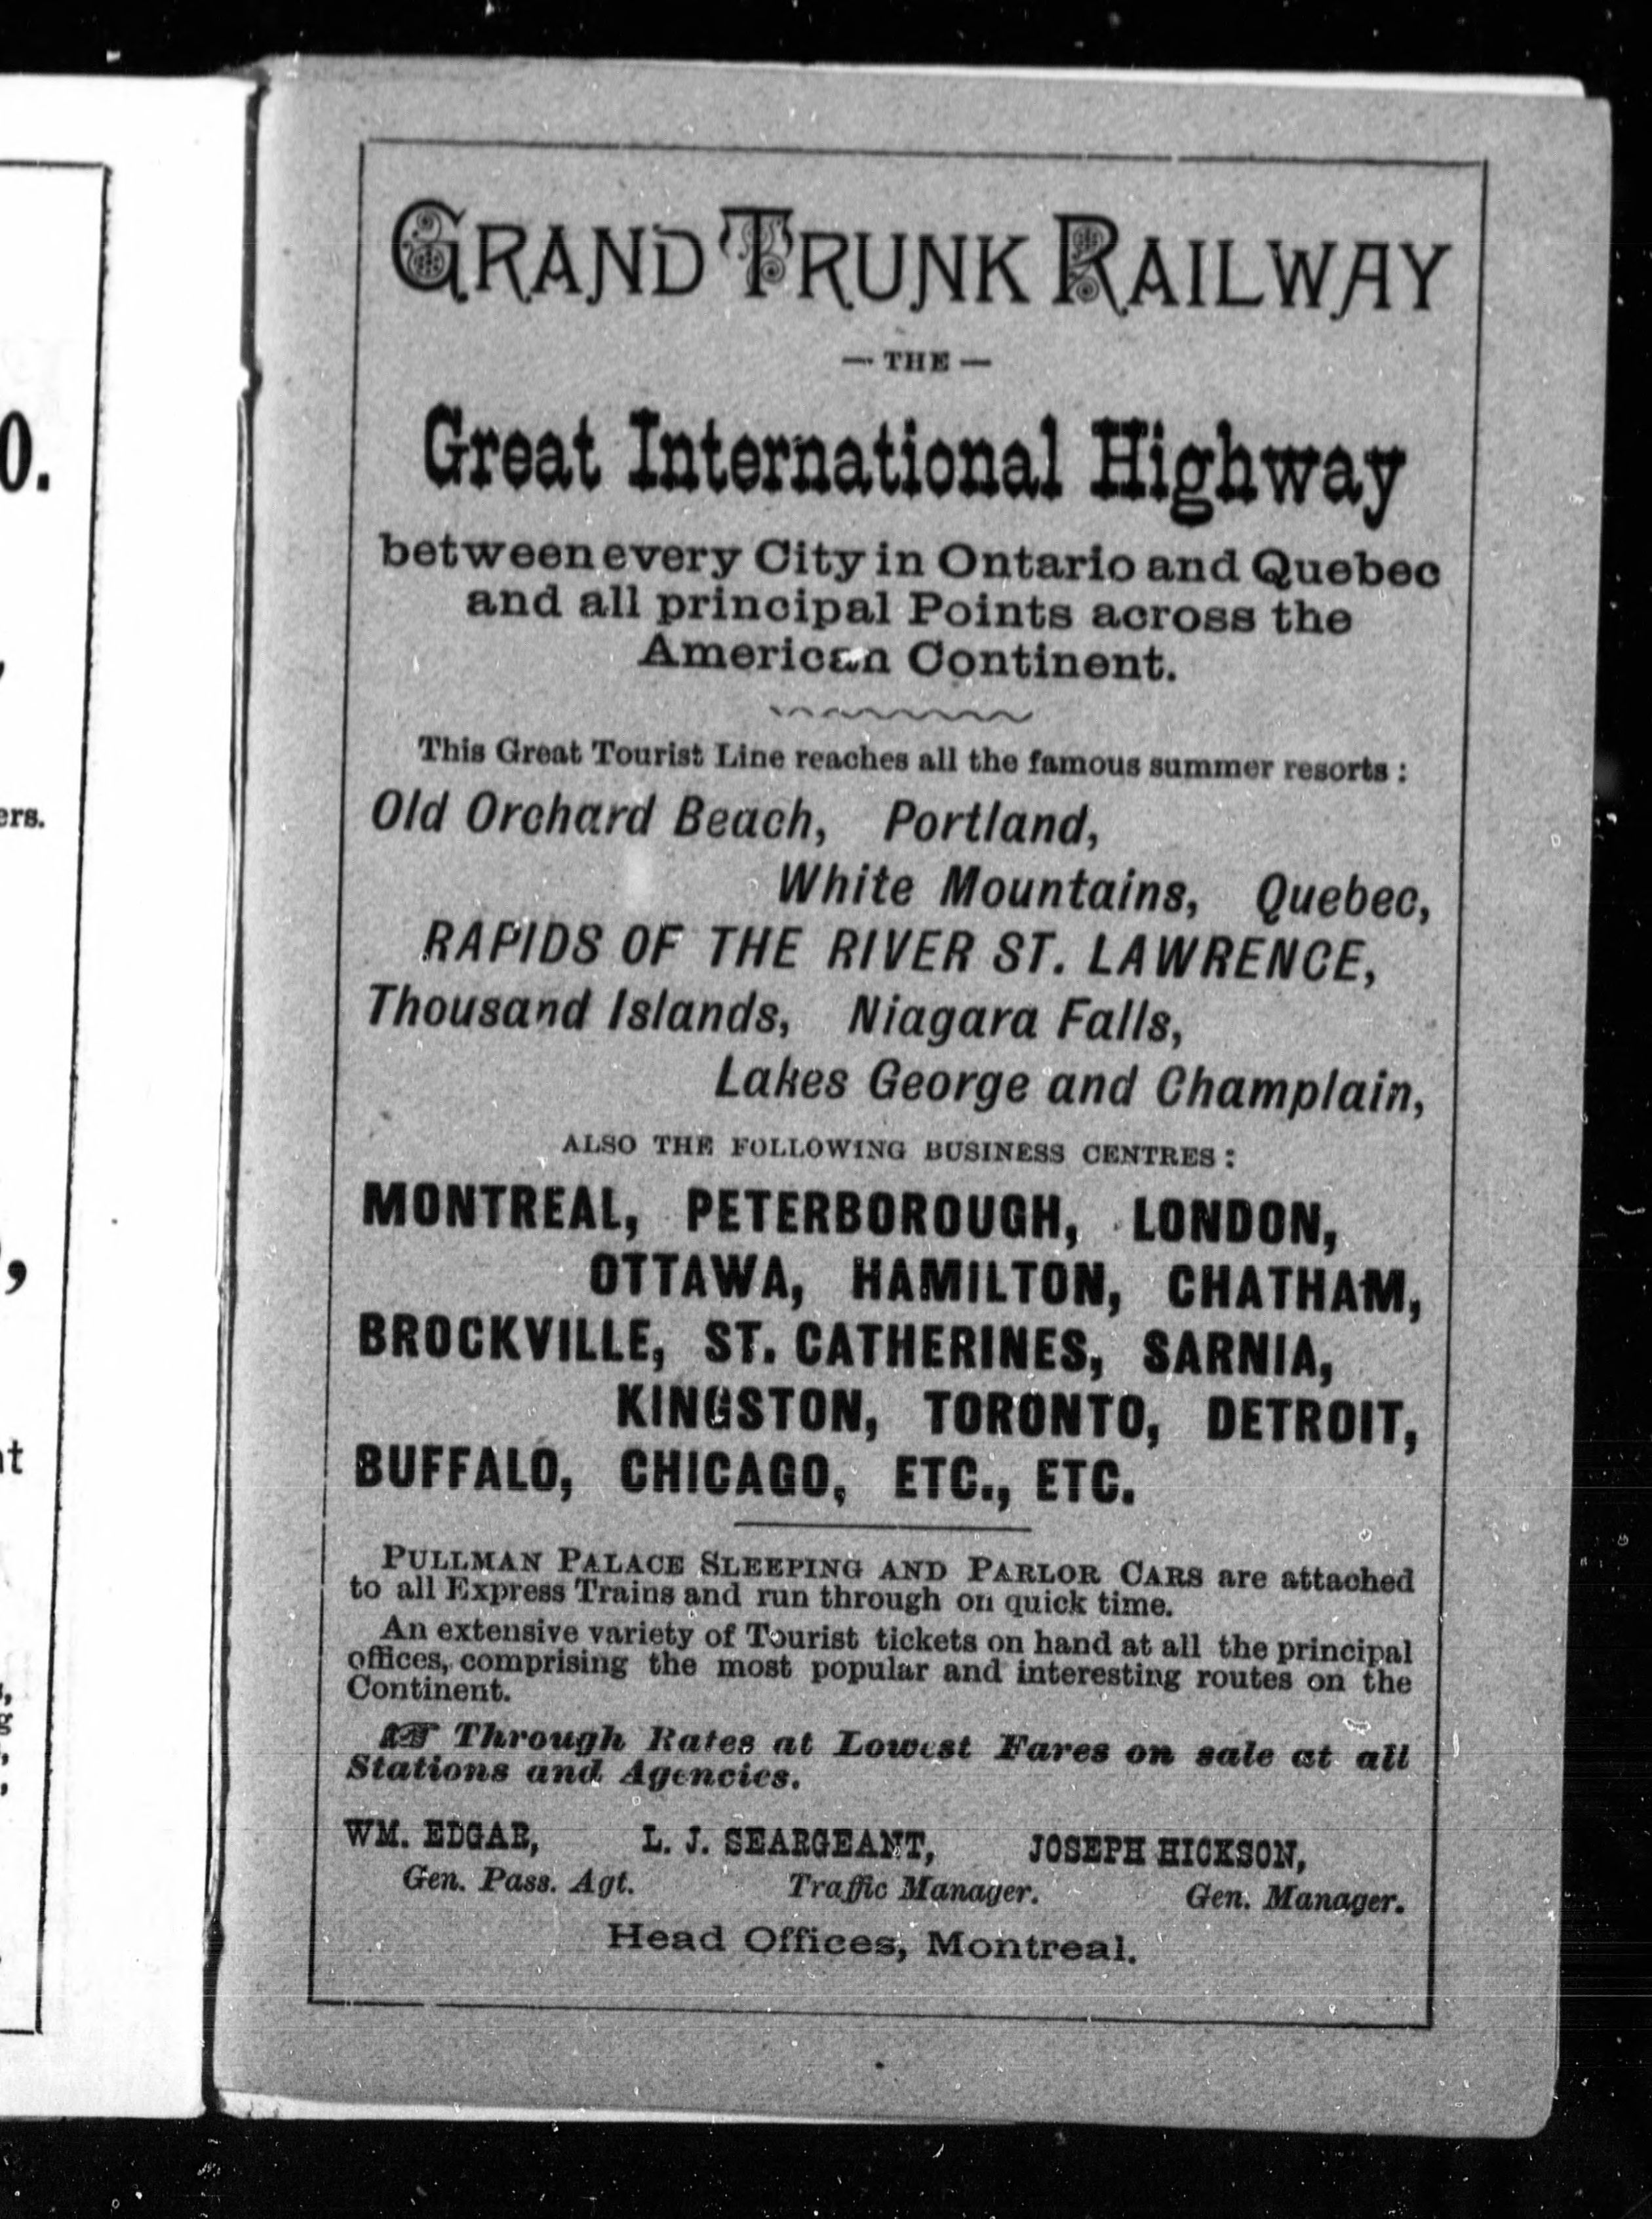 GRAND TRUNK RAILWAY
— THE —
Great International Highway
between every City in Ontario and Quebec
and all principal Points across the
American Continent.
This Great Tourist Line reaches all the famous summer resorts :
Old Orchard Beach, Portland,
White Mountains, Quebec,
RAPIDS OF THE RIVER ST. LAWRENCE,
Thousand Islands, Niagara Falls,
Lakes George and Champlain,
ALSO THE FOLLOWING BUSINESS CENTRES :
MONTREAL, PETERBOROUGH, LONDON,
OTTAWA, HAMILTON, CHATHAM,
BROCKVILLE, ST. CATHERINES, SARNIA,
KINGSTON, TORONTO, DETROIT,
BUFFALO, CHICAGO, ETC., ETC.
PULLMAN PALACE SLEEPING AND PARLOR CARS are attached
to all Express Trains and run through on quick time.
An extensive variety of Tourist tickets on hand at all the principal
offices, comprising the most popular and interesting routes on the
Continent.
☞ Through Rates at Lowest Fares on sale at all
Stations and Agencies.
WM. EDGAR, L. J. SEARGEANT, JOSEPH HICKSON,
Gen. Pass. Agt. Traffic Manager. Gen. Manager.
Head Offices, Montreal.